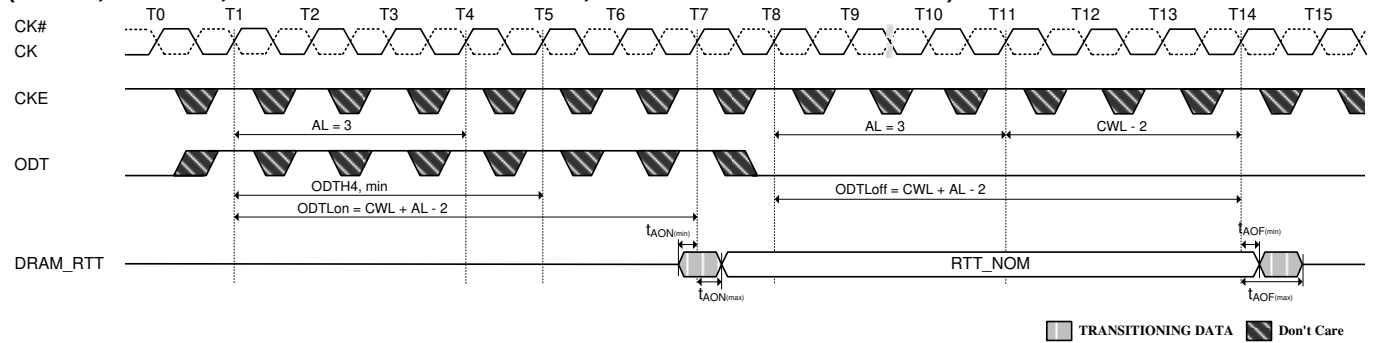 T0 T1 T2 T3 T4 T5 T6 T7 T8 T9 T10 T11 T12 T13 T14 T15
CK#
CK
CKE
AL = 3 AL = 3 CWL - 2
ODT
ODTH4, min ODTLoff = CWL + AL - 2
ODTLon = CWL + AL - 2
tAON(min) tAOF(min)
DRAM_RTT RTT_NOM
tAON(max) tAOF(max)
TRANSITIONING DATA Don't Care